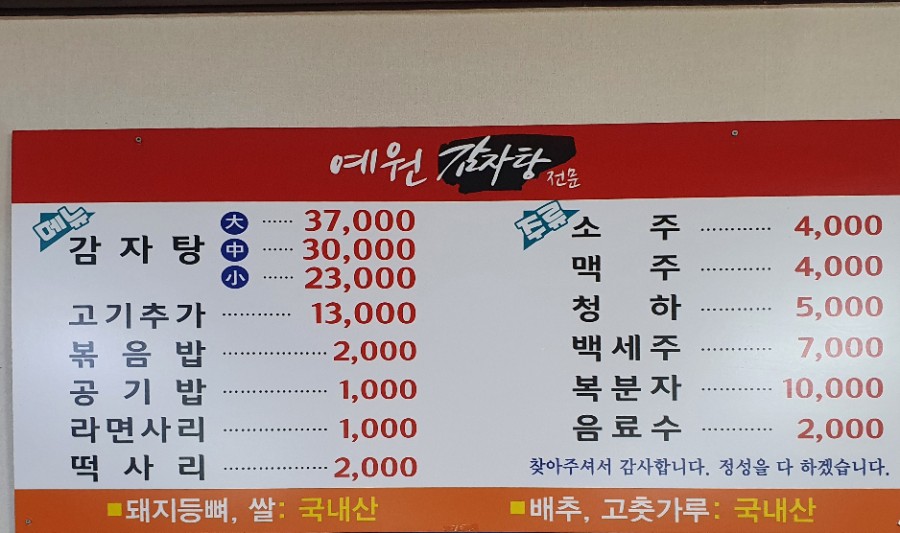 예원 감자탕 전문
메뉴
감자탕 大 ······ 37,000
中 ······ 30,000
小 ······ 23,000
고기추가 ············ 13,000
볶음밥 ·················· 2,000
공기밥 ·················· 1,000
라면사리 ·················· 1,000
떡사리 ·················· 2,000
주류
소주 ············ 4,000
맥주 ············ 4,000
청하 ············ 5,000
백세주 ············ 7,000
복분자 ············ 10,000
음료수 ············ 2,000
찾아주셔서 감사합니다. 정성을 다 하겠습니다.
■돼지등뼈, 쌀: 국내산
■배추, 고춧가루: 국내산